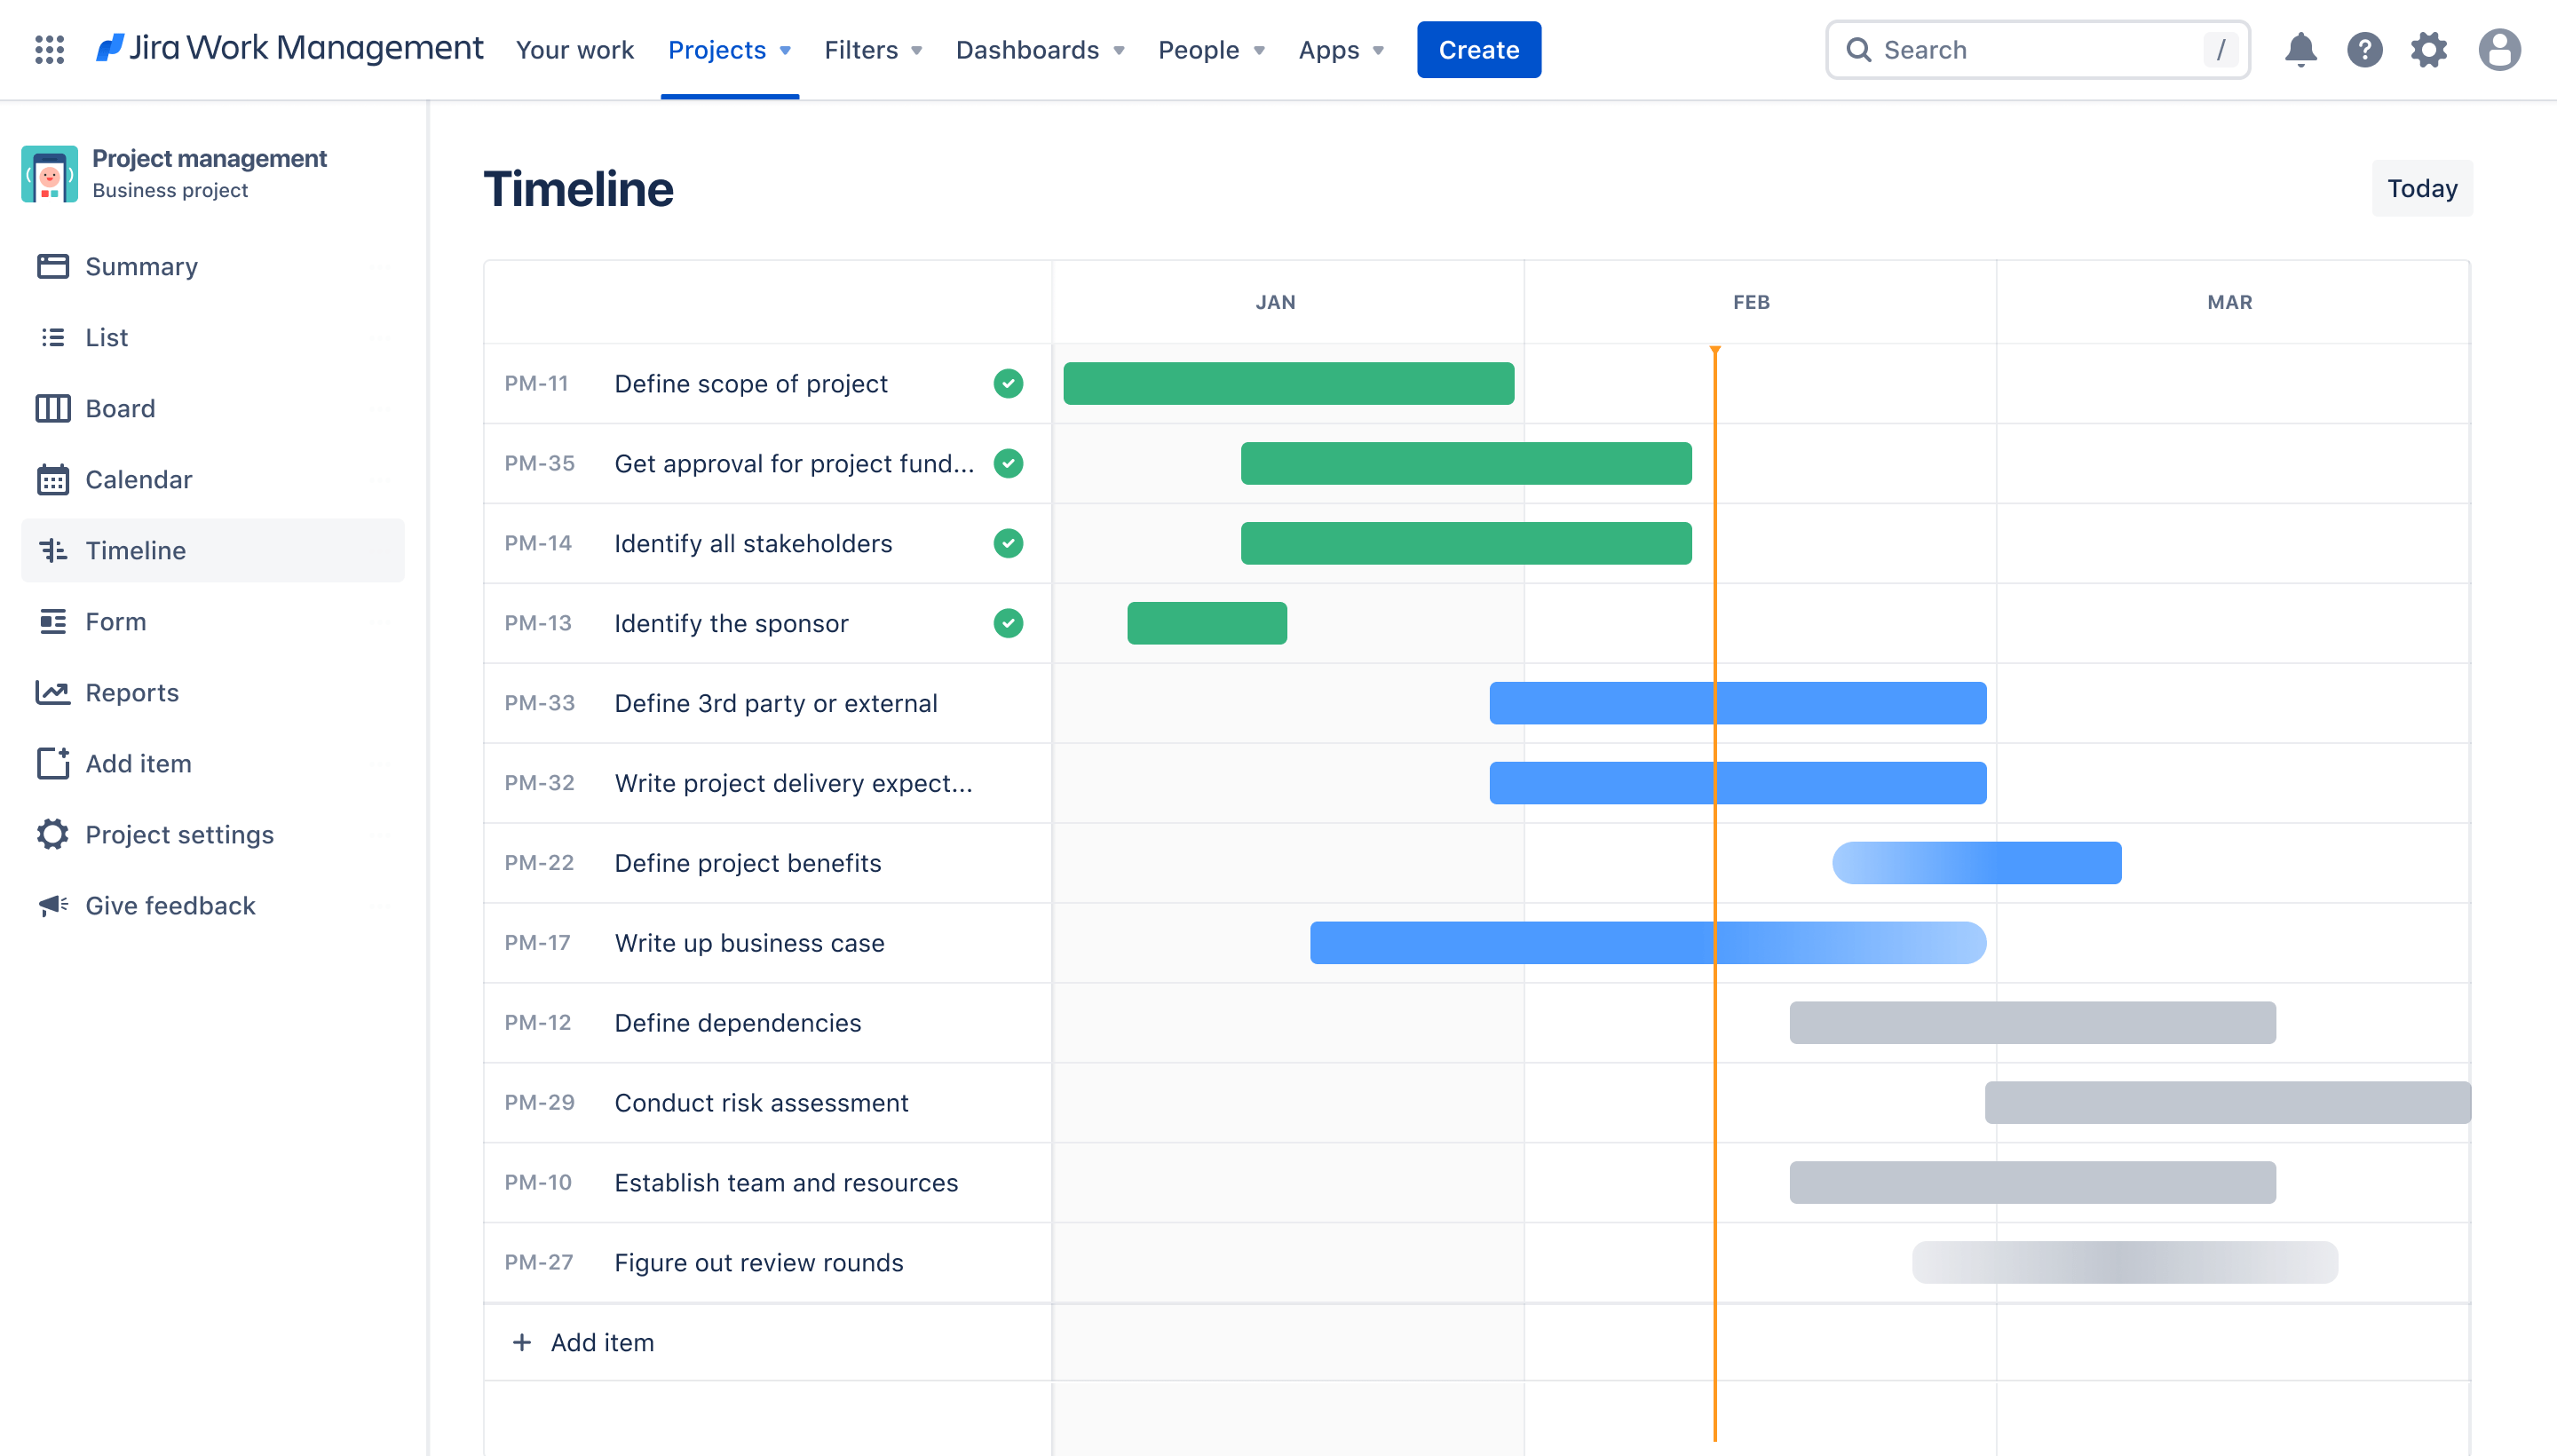 Jira Work Management Your work Projects Filters Dashboards People Apps Create Search /
Project management
Business project
Summary
List
Board
Calendar
Timeline
Form
Reports
Add item
Project settings
Give feedback
Timeline Today
JAN FEB MAR
PM-11 Define scope of project
PM-35 Get approval for project fund...
PM-14 Identify all stakeholders
PM-13 Identify the sponsor
PM-33 Define 3rd party or external
PM-32 Write project delivery expect...
PM-22 Define project benefits
PM-17 Write up business case
PM-12 Define dependencies
PM-29 Conduct risk assessment
PM-10 Establish team and resources
PM-27 Figure out review rounds
+ Add item